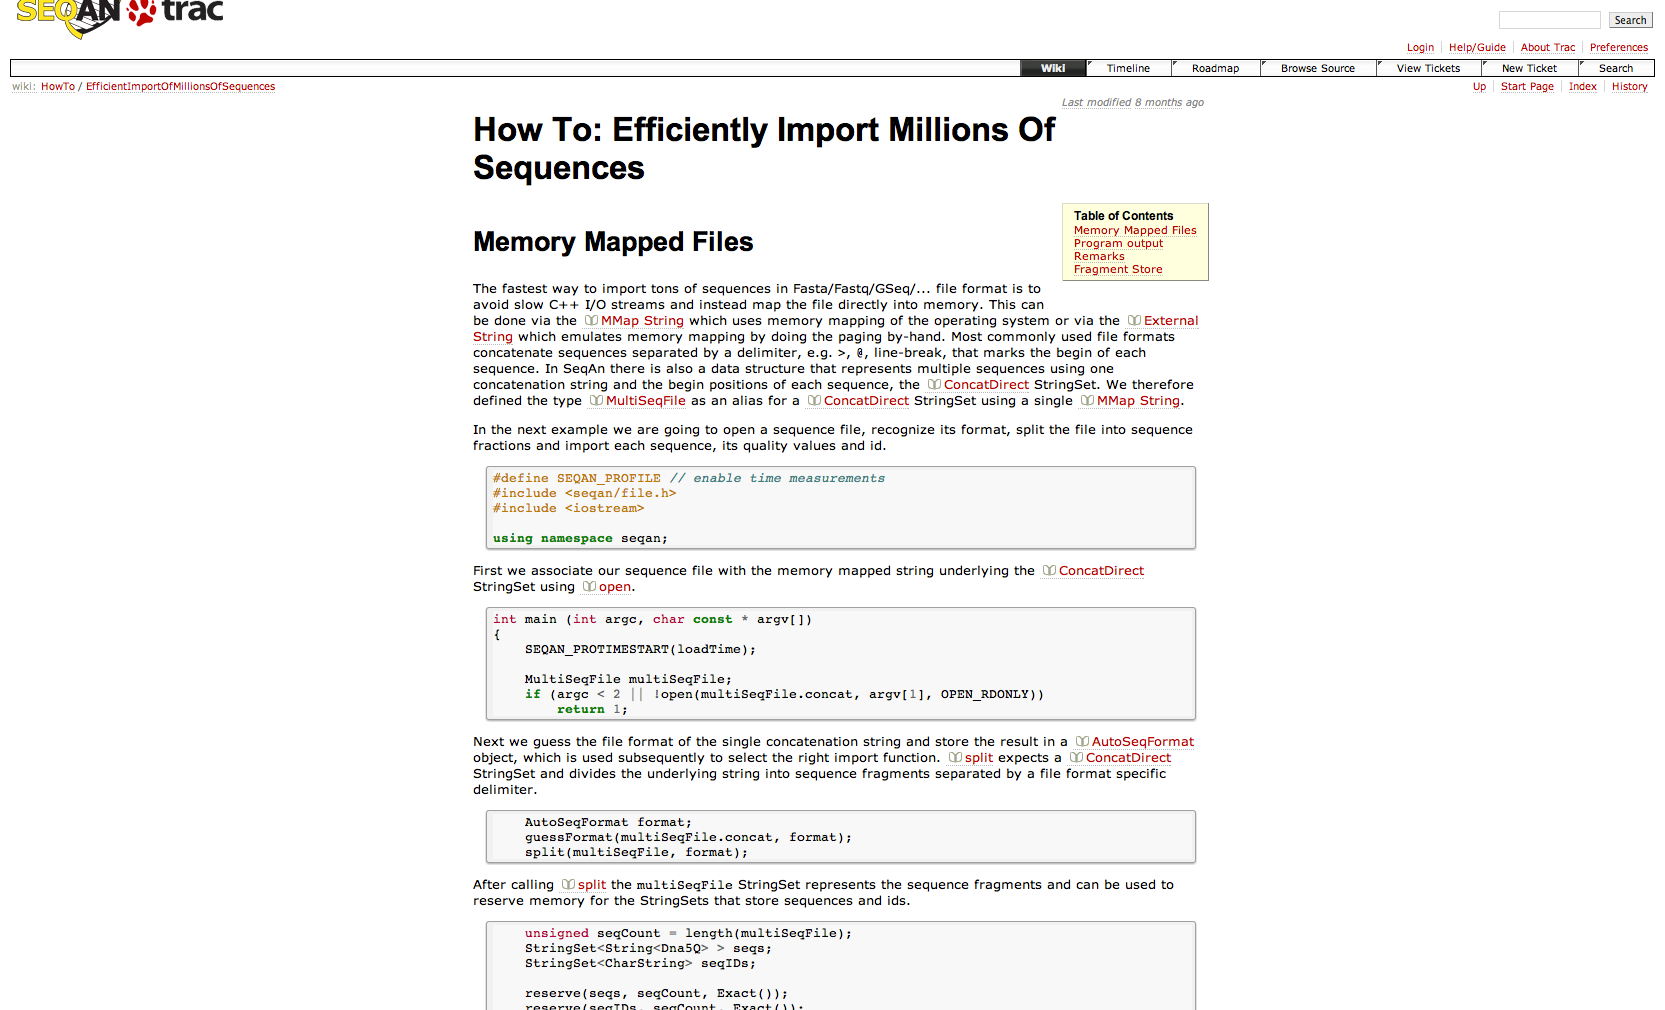 SEQAN trac
Search
Login Help/Guide About Trac Preferences
Wiki Timeline Roadmap Browse Source View Tickets New Ticket Search
wiki: HowTo / EfficientImportOfMillionsOfSequences
Up Start Page Index History
Last modified 8 months ago
How To: Efficiently Import Millions Of
Sequences
Table of Contents
Memory Mapped Files
Program output
Remarks
Fragment Store
Memory Mapped Files
The fastest way to import tons of sequences in Fasta/Fastq/GSeq/... file format is to
avoid slow C++ I/O streams and instead map the file directly into memory. This can
be done via the MMap String which uses memory mapping of the operating system or via the External
String which emulates memory mapping by doing the paging by-hand. Most commonly used file formats
concatenate sequences separated by a delimiter, e.g. >, @, line-break, that marks the begin of each
sequence. In SeqAn there is also a data structure that represents multiple sequences using one
concatenation string and the begin positions of each sequence, the ConcatDirect StringSet. We therefore
defined the type MultiSeqFile as an alias for a ConcatDirect StringSet using a single MMap String.
In the next example we are going to open a sequence file, recognize its format, split the file into sequence
fractions and import each sequence, its quality values and id.
#define SEQAN_PROFILE // enable time measurements
#include <seqan/file.h>
#include <iostream>
using namespace seqan;
First we associate our sequence file with the memory mapped string underlying the ConcatDirect
StringSet using open.
int main (int argc, char const * argv[])
{
SEQAN_PROTIMESTART(loadTime);
MultiSeqFile multiSeqFile;
if (argc < 2 || !open(multiSeqFile.concat, argv[1], OPEN_RDONLY))
return 1;
Next we guess the file format of the single concatenation string and store the result in a AutoSeqFormat
object, which is used subsequently to select the right import function. split expects a ConcatDirect
StringSet and divides the underlying string into sequence fragments separated by a file format specific
delimiter.
AutoSeqFormat format;
guessFormat(multiSeqFile.concat, format);
split(multiSeqFile, format);
After calling split the multiSeqFile StringSet represents the sequence fragments and can be used to
reserve memory for the StringSets that store sequences and ids.
unsigned seqCount = length(multiSeqFile);
StringSet<String<Dna5Q> > seqs;
StringSet<CharString> seqIDs;
reserve(seqs, seqCount, Exact());
reserve(seqIDs, seqCount, Exact());